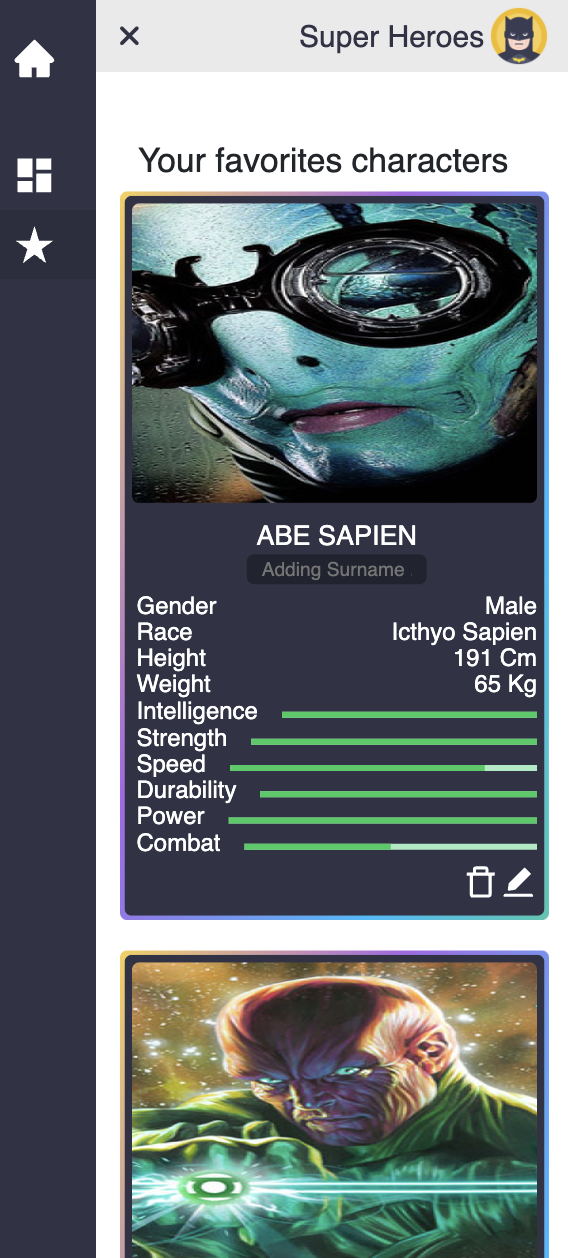 Super Heroes
Your favorites characters
ABE SAPIEN
Adding Surname
Gender Male
Race Icthyo Sapien
Height 191 Cm
Weight 65 Kg
Intelligence
Strength
Speed
Durability
Power
Combat